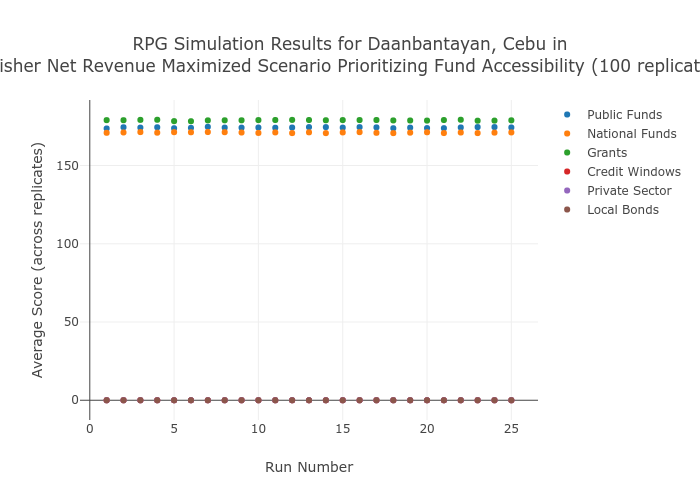 RPG Simulation Results for Daanbantayan, Cebu in
isher Net Revenue Maximized Scenario Prioritizing Fund Accessibility (100 replicat
Average Score (across replicates)
150
100
50
0
0 5 10 15 20 25
Run Number
Public Funds
National Funds
Grants
Credit Windows
Private Sector
Local Bonds